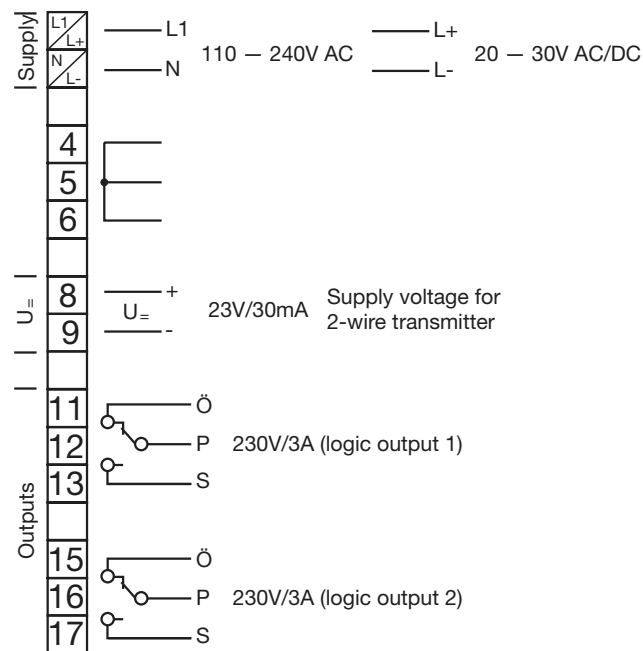 Supply
L1
L+
L1
110 – 240V AC
L+
20 – 30V AC/DC
N
L-
N
L-
4
5
6
U=
8
+
U=
23V/30mA
Supply voltage for
2-wire transmitter
9
-
Outputs
11
Ö
12
P
230V/3A (logic output 1)
13
S
15
Ö
16
P
230V/3A (logic output 2)
17
S